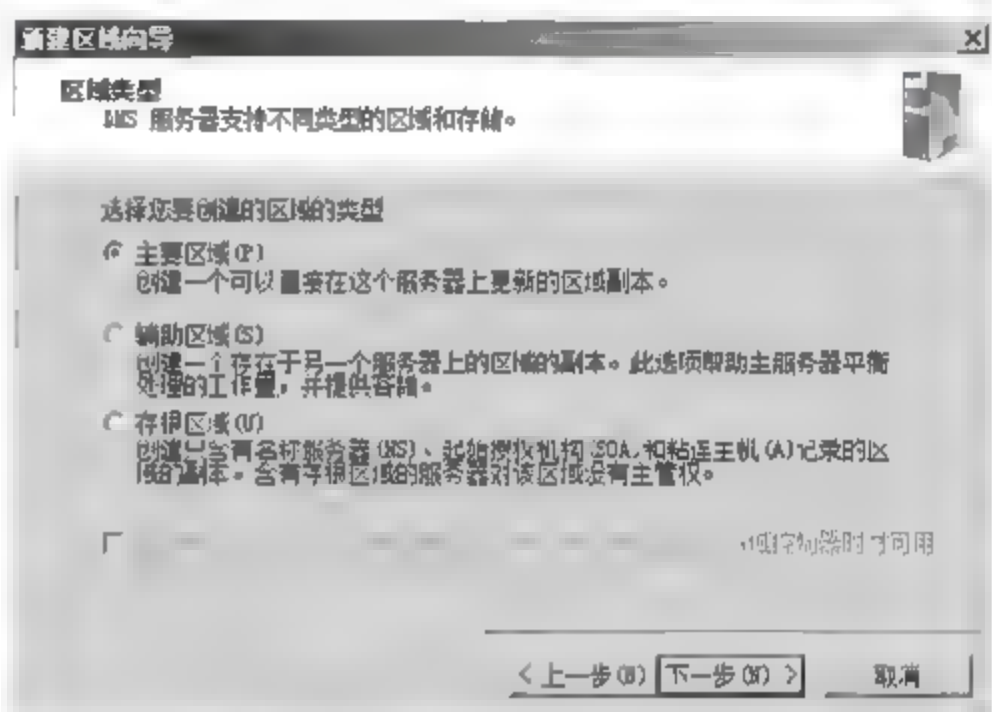 新建区域向导
区域类型
DNS 服务器支持不同类型的区域和存储。
选择您要创建的区域的类型
主要区域(P)
创建一个可以直接在这个服务器上更新的区域副本。
辅助区域(S)
创建一个存在于另一个服务器上的区域的副本。此选项帮助主服务器平衡
处理的工作量，并提供容错。
存根区域(U)
创建只含有名称服务器(NS)、起始授权机构(SOA)和粘连主机(A)记录的区
域的副本。含有存根区域的服务器对该区域没有主管权。
域控制器时才可用
< 上一步(B)
下一步(N) >
取消